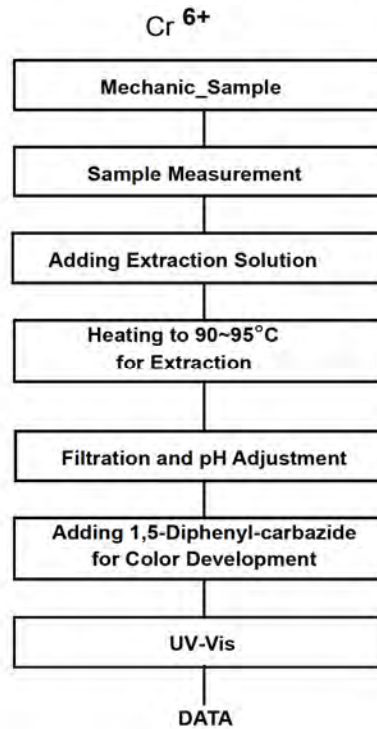 Cr 6+
Mechanic_Sample
Sample Measurement
Adding Extraction Solution
Heating to 90~95°C
for Extraction
Filtration and pH Adjustment
Adding 1,5-Diphenyl-carbazide
for Color Development
UV-Vis
DATA